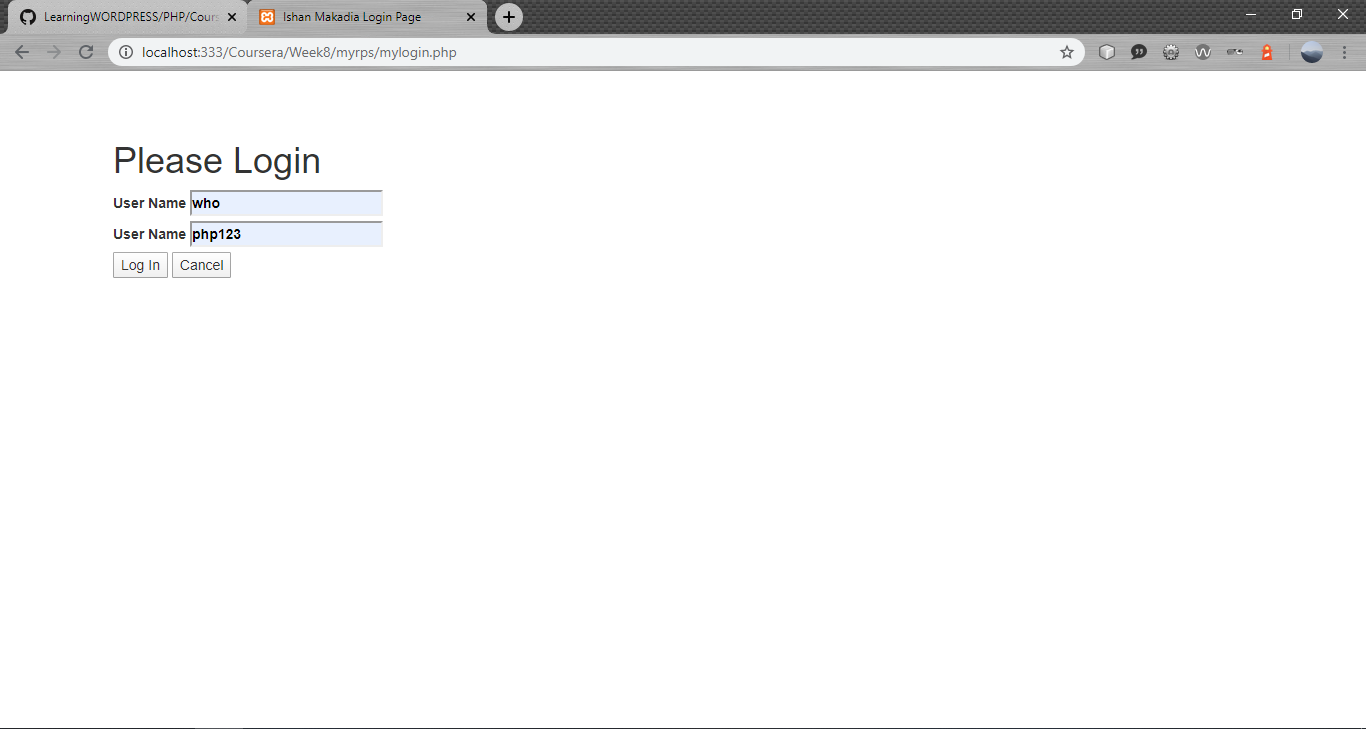 LearningWORDPRESS/PHP/Cour
Ishan Makadia Login Page
localhost:333/Coursera/Week8/myrps/mylogin.php
Please Login
User Name who
User Name php123
Log In Cancel